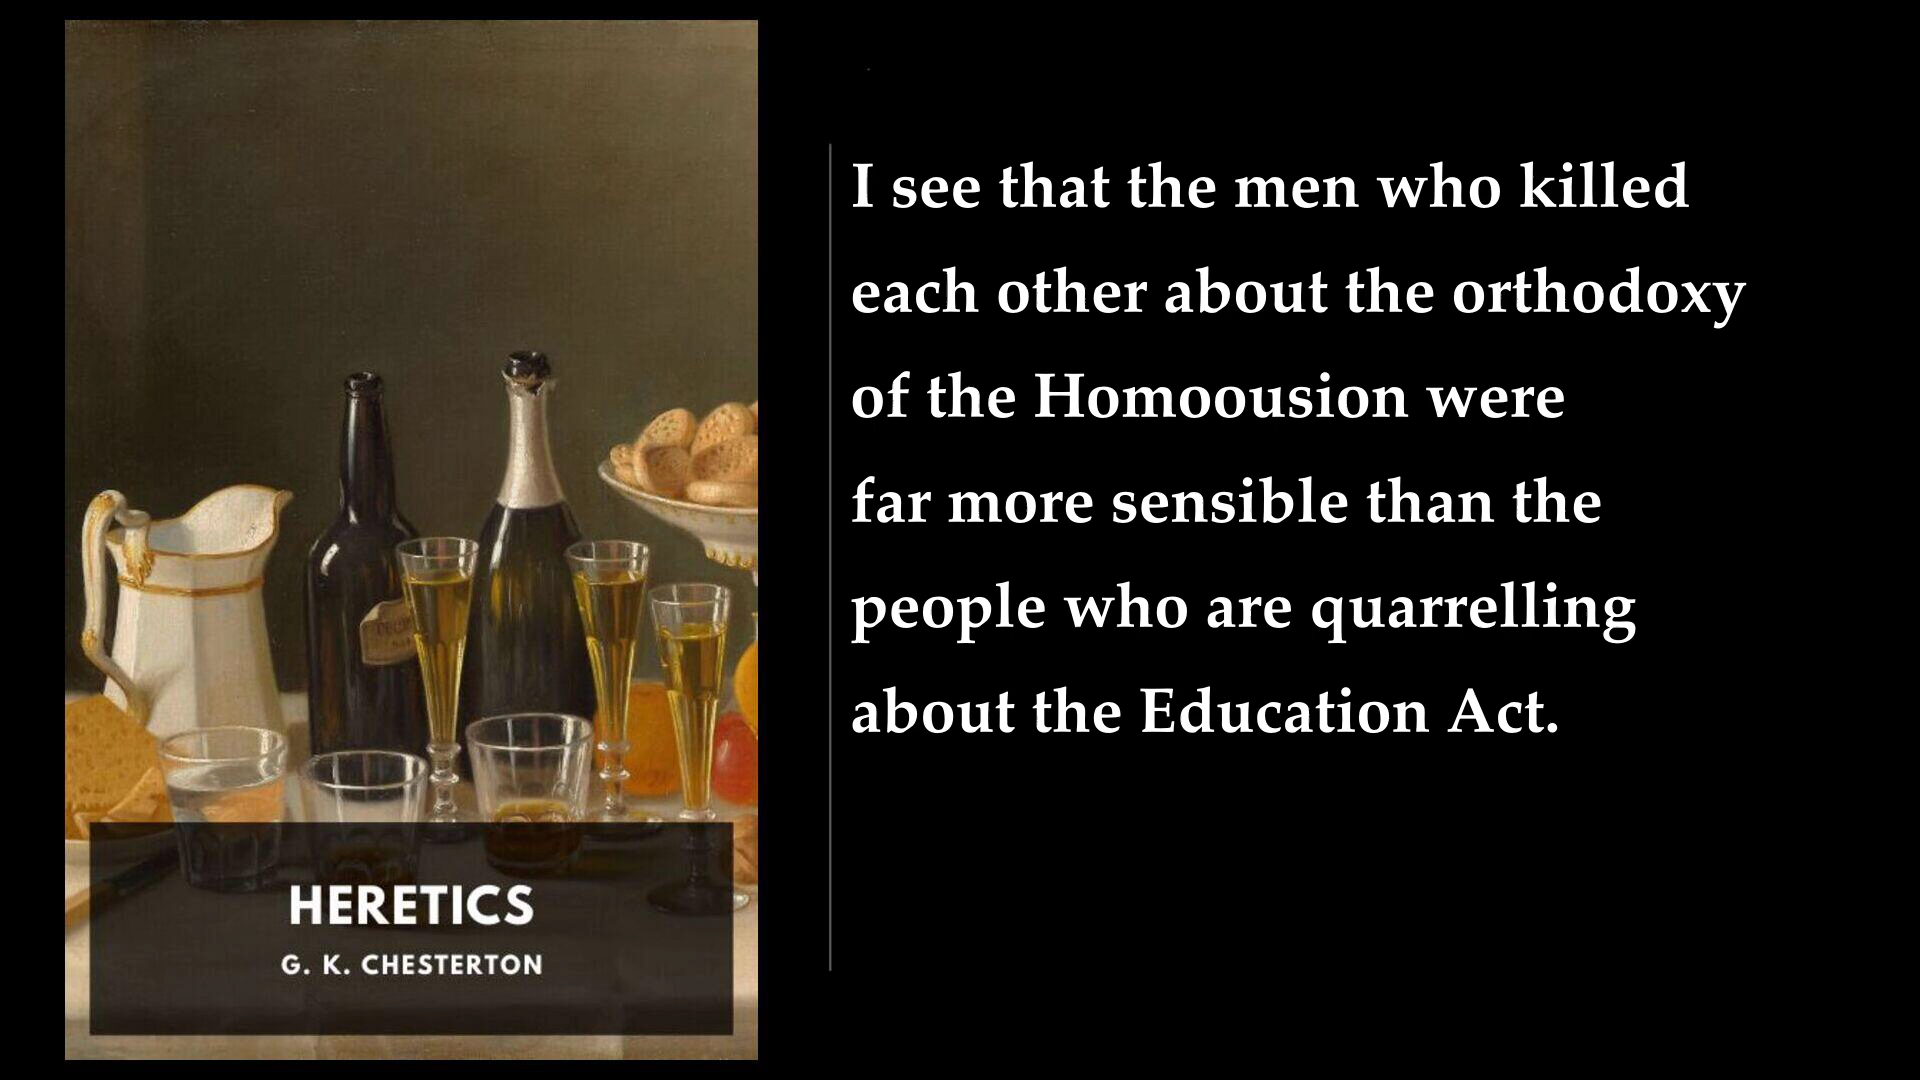 I see that the men who killed
each other about the orthodoxy
of the Homoousion were
far more sensible than the
people who are quarrelling
about the Education Act.
HERETICS
G. K. CHESTERTON